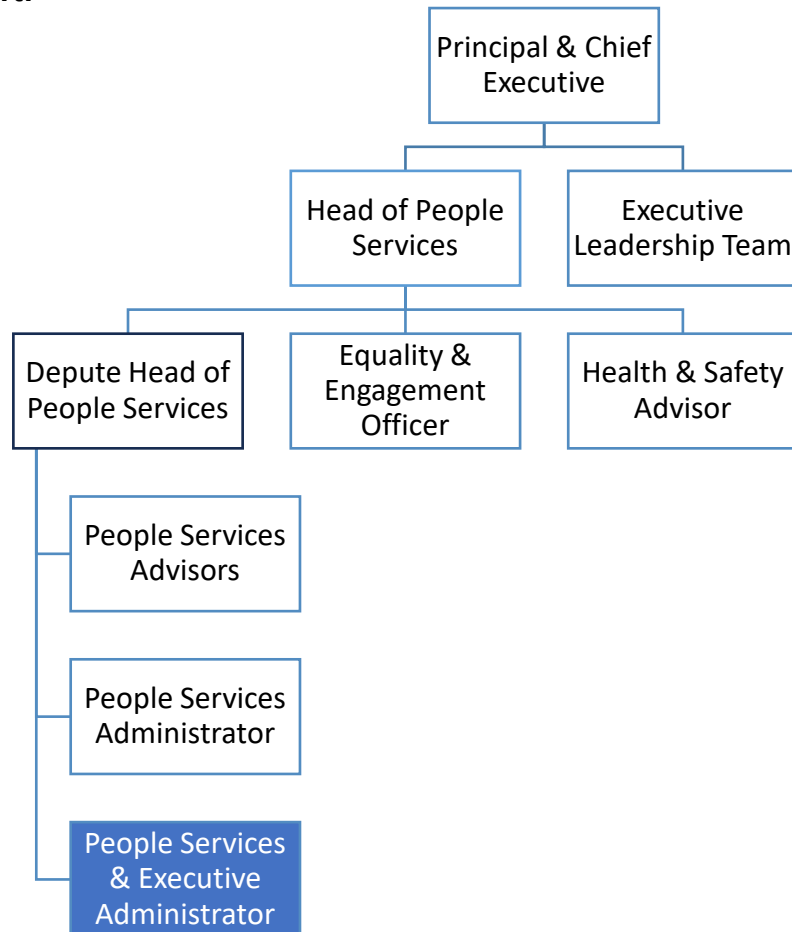 Principal & Chief
Executive
Head of People
Services
Executive
Leadership Team
Depute Head of
People Services
Equality &
Engagement
Officer
Health & Safety
Advisor
People Services
Advisors
People Services
Administrator
People Services
& Executive
Administrator